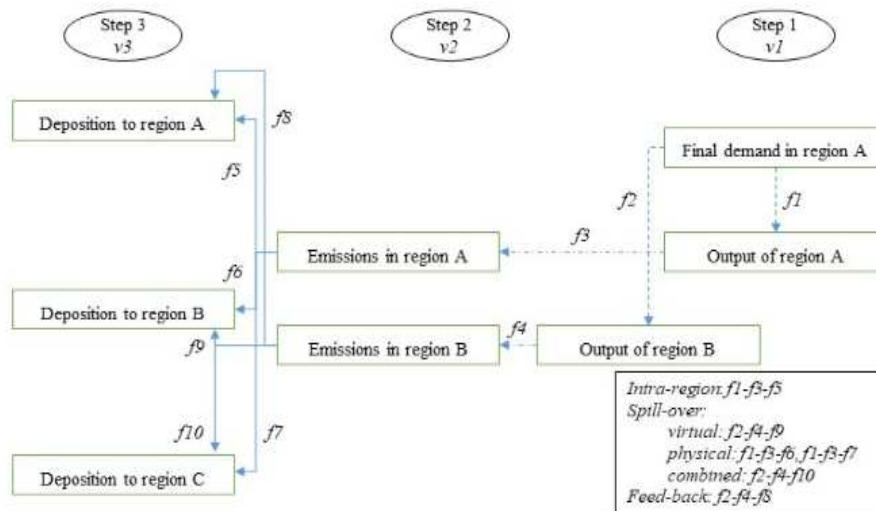 Step 3
v3
Step 2
v2
Step 1
v1
Deposition to region A
f8
Final demand in region A
f5
f2
f1
f3
Emissions in region A
Output of region A
f6
Deposition to region B
f4
f9
Emissions in region B
Output of region B
Intra-region: f1-f3-f5
Spill-over:
virtual: f2-f4-f9
physical: f1-f3-f6, f1-f3-f7
combined: f2-f4-f10
Feed-back: f2-f4-f8
f10
f7
Deposition to region C